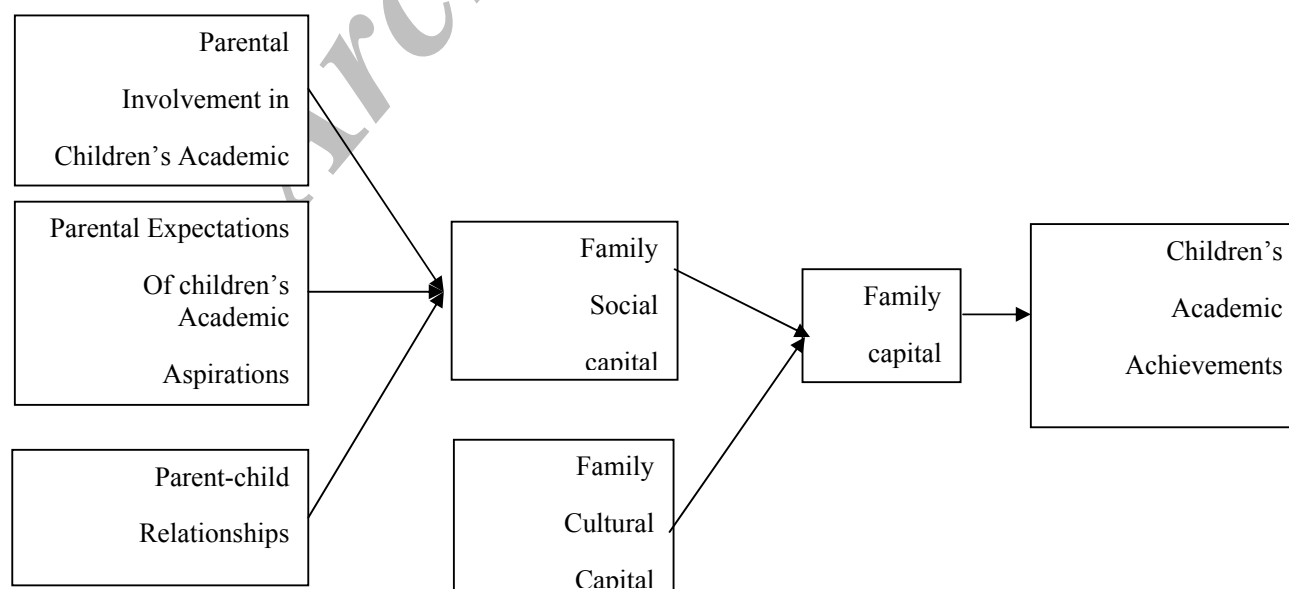 Parental
Involvement in
Children’s Academic
Parental Expectations
Of children’s
Academic
Aspirations
Parent-child
Relationships
Family
Social
capital
Family
Cultural
Capital
Family
capital
Children’s
Academic
Achievements